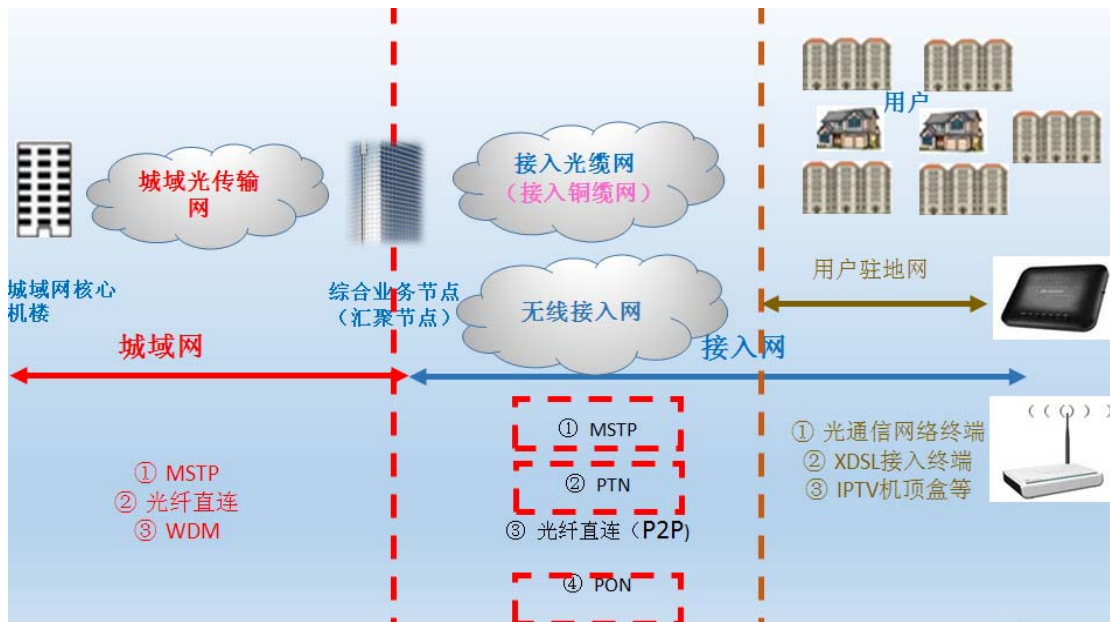 用户
城域光传输
网
接入光缆网
（接入铜缆网）
用户驻地网
城域网核心
机楼
综合业务节点
（汇聚节点）
无线接入网
城域网
接入网
① MSTP
② 光纤直连
③ WDM
① MSTP
② PTN
③ 光纤直连（P2P）
④ PON
① 光通信网络终端
② XDSL接入终端
③ IPTV机顶盒等